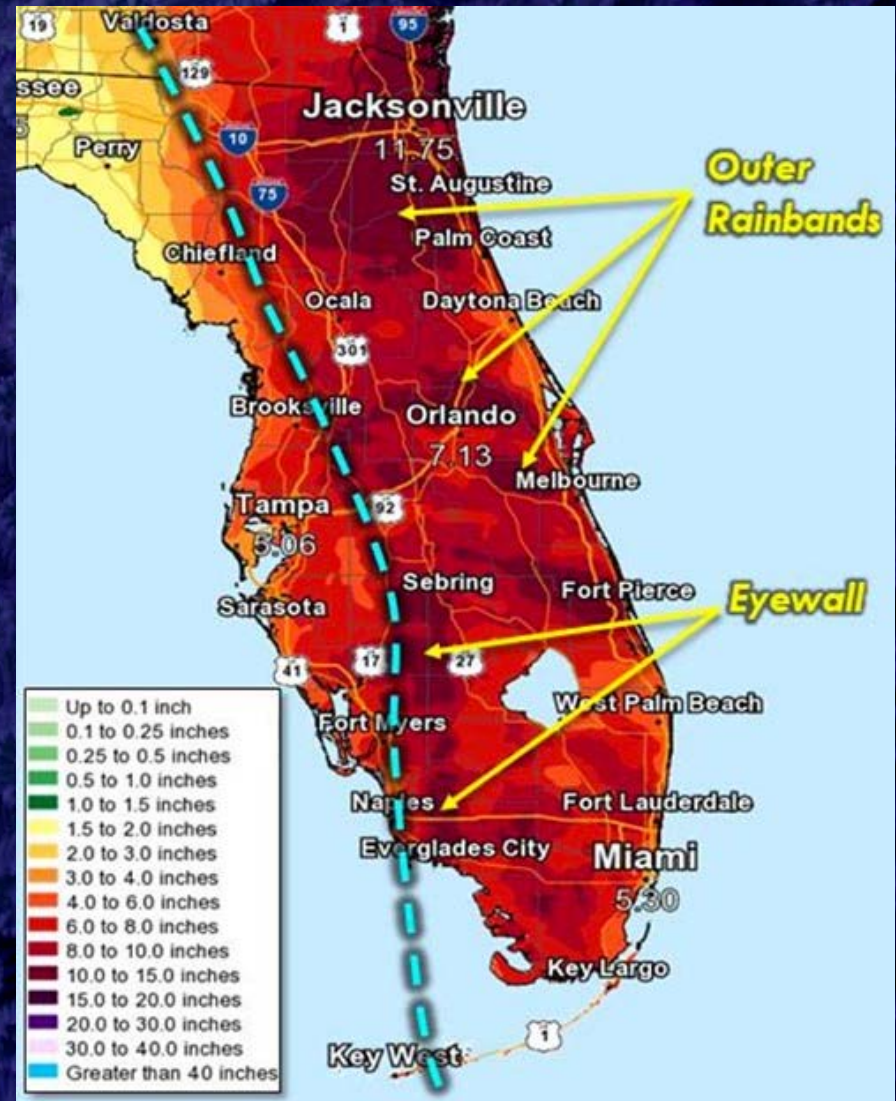 19
Valdosta
1
95
129
ssee
5
Perry
10
Jacksonville
11.75
75
St. Augustine
Palm Coast
Outer
Rainbands
Chiefland
Ocala
Daytona Beach
301
Brooksville
Orlando
7.13
Melbourne
Tampa
92
5.06
Sebring
Fort Pierce
Eyewall
Sarasota
41
17
27
West Palm Beach
Fort Myers
Naples
Fort Lauderdale
Everglades City
Miami
5.30
Key Largo
1
Key West
Up to 0.1 inch
0.1 to 0.25 inches
0.25 to 0.5 inches
0.5 to 1.0 inches
1.0 to 1.5 inches
1.5 to 2.0 inches
2.0 to 3.0 inches
3.0 to 4.0 inches
4.0 to 6.0 inches
6.0 to 8.0 inches
8.0 to 10.0 inches
10.0 to 15.0 inches
15.0 to 20.0 inches
20.0 to 30.0 inches
30.0 to 40.0 inches
Greater than 40 inches